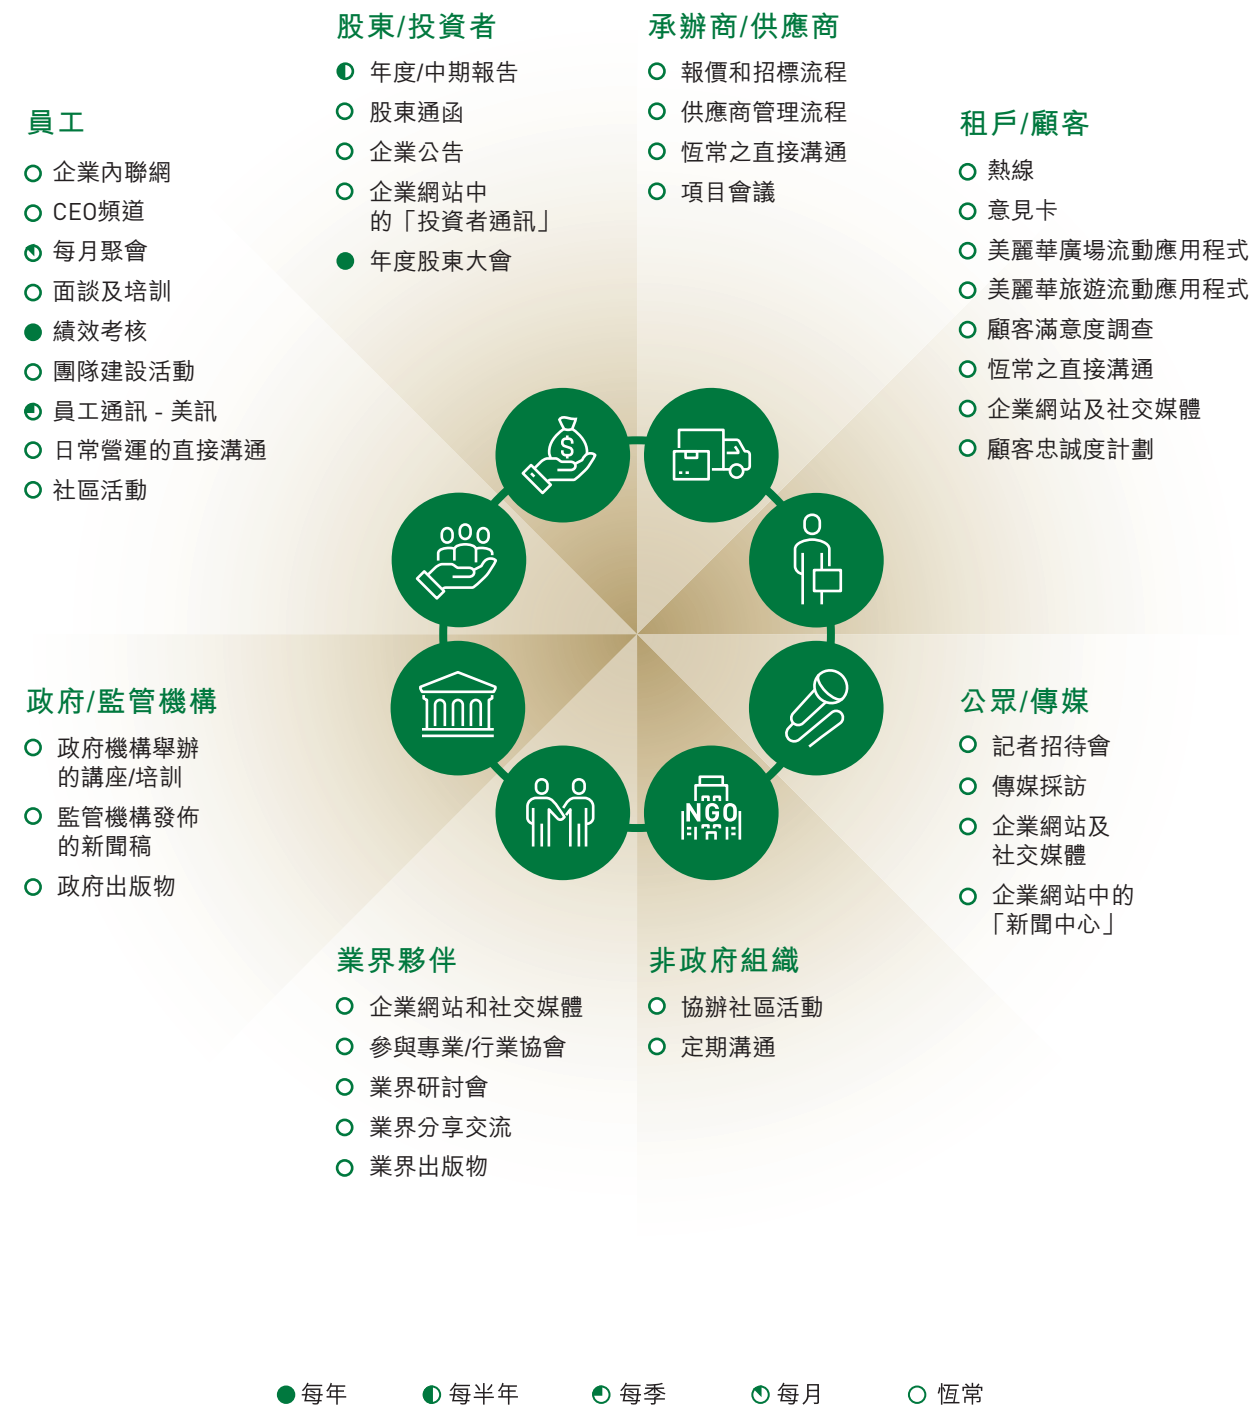 股東/投資者
年度/中期報告
股東通函
企業公告
企業網站中
的「投資者通訊」
年度股東大會
承辦商/供應商
報價和招標流程
供應商管理流程
恆常之直接溝通
項目會議
員工
企業內聯網
CEO頻道
每月聚會
面談及培訓
績效考核
團隊建設活動
員工通訊 - 美訊
日常營運的直接溝通
社區活動
租戶/顧客
熱線
意見卡
美麗華廣場流動應用程式
美麗華旅遊流動應用程式
顧客滿意度調查
恆常之直接溝通
企業網站及社交媒體
顧客忠誠度計劃
$
NGO
政府/監管機構
政府機構舉辦
的講座/培訓
監管機構發佈
的新聞稿
政府出版物
公眾/傳媒
記者招待會
傳媒採訪
企業網站及
社交媒體
企業網站中的
「新聞中心」
業界夥伴
企業網站和社交媒體
參與專業/行業協會
業界研討會
業界分享交流
業界出版物
非政府組織
協辦社區活動
定期溝通
每年
每半年
每季
每月
恆常